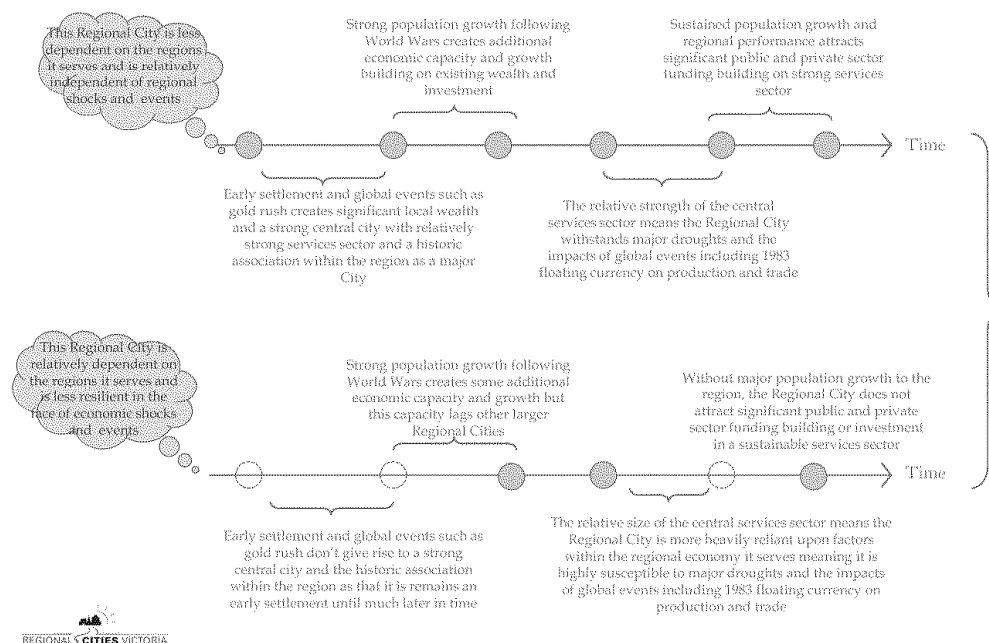 This Regional City is less
dependent on the regions
it serves and is relatively
independent of regional
shocks and events
Strong population growth following
World Wars creates additional
economic capacity and growth
building on existing wealth and
investment
Sustained population growth and
regional performance attracts
significant public and private sector
funding building on strong services
sector
Time
Early settlement and global events such as
gold rush creates significant local wealth
and a strong central city with relatively
strong services sector and a historic
association within the region as a major
City
The relative strength of the central
services sector means the Regional City
withstands major droughts and the
impacts of global events including 1983
floating currency on production and trade
This Regional City is
relatively dependent on
the regions it serves and
is less resilient in the
face of economic shocks
and events
Strong population growth following
World Wars creates some additional
economic capacity and growth but
this capacity lags other larger
Regional Cities
Without major population growth to the
region, the Regional City does not
attract significant public and private
sector funding building or investment
in a sustainable services sector
Time
Early settlement and global events such as
gold rush don't give rise to a strong
central city and the historic association
within the region as that it is remains an
early settlement until much later in time
The relative size of the central services sector means the
Regional City is more heavily reliant upon factors
within the regional economy it serves meaning it is
highly susceptible to major droughts and the impacts
of global events including 1983 floating currency on
production and trade
REGIONAL CITIES VICTORIA